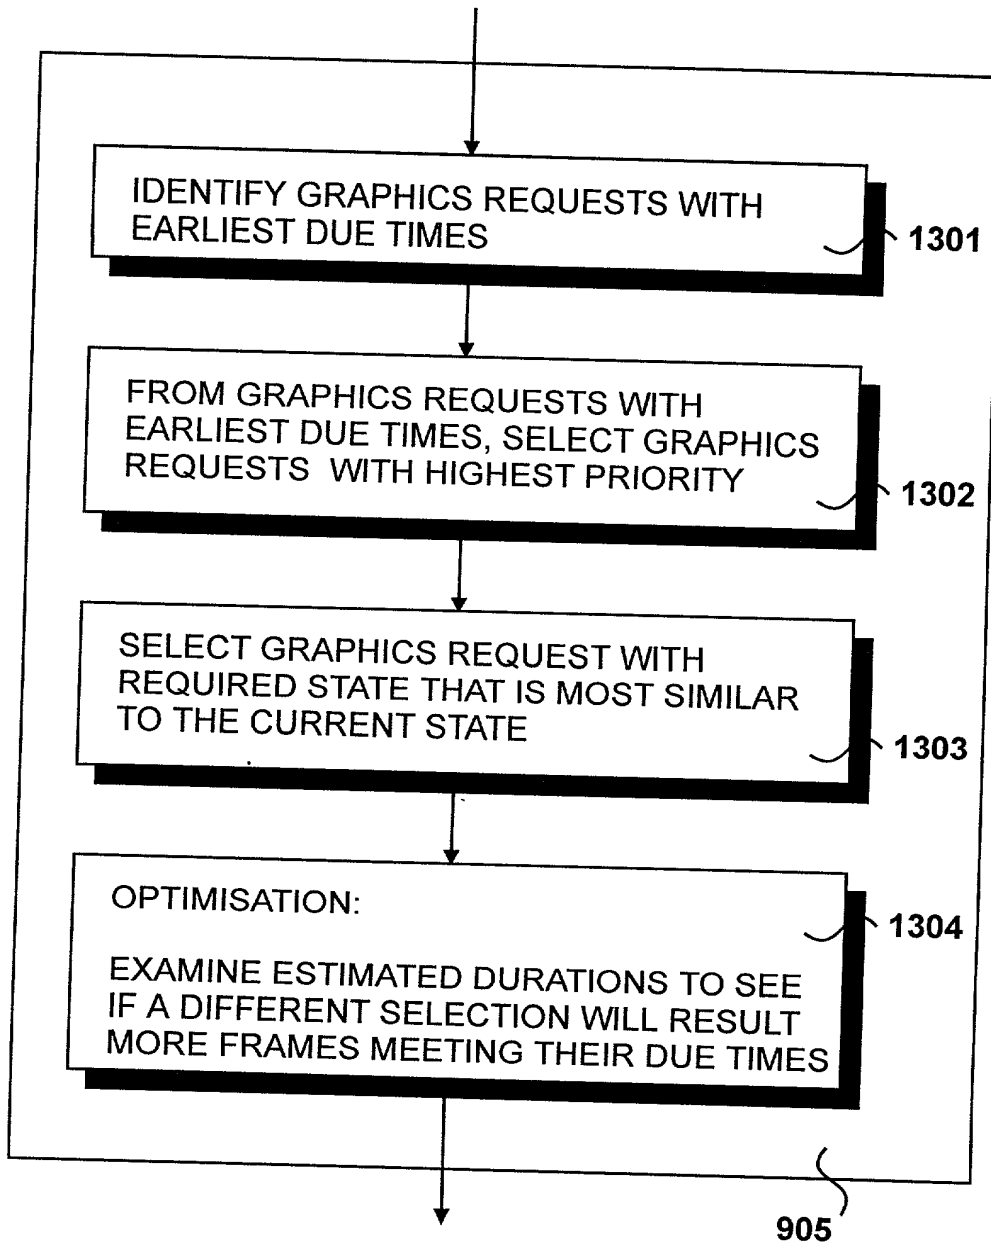 IDENTIFY GRAPHICS REQUESTS WITH
EARLIEST DUE TIMES
1301
FROM GRAPHICS REQUESTS WITH
EARLIEST DUE TIMES, SELECT GRAPHICS
REQUESTS WITH HIGHEST PRIORITY
1302
SELECT GRAPHICS REQUEST WITH
REQUIRED STATE THAT IS MOST SIMILAR
TO THE CURRENT STATE
1303
OPTIMISATION:
1304
EXAMINE ESTIMATED DURATIONS TO SEE
IF A DIFFERENT SELECTION WILL RESULT
MORE FRAMES MEETING THEIR DUE TIMES
905